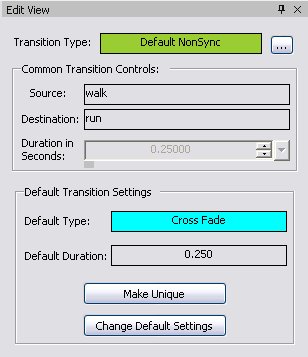 Edit View
Transition Type: Default NonSync ...
Common Transition Controls:
Source: walk
Destination: run
Duration in
Seconds: 0.25000
Default Transition Settings
Default Type: Cross Fade
Default Duration: 0.250
Make Unique
Change Default Settings